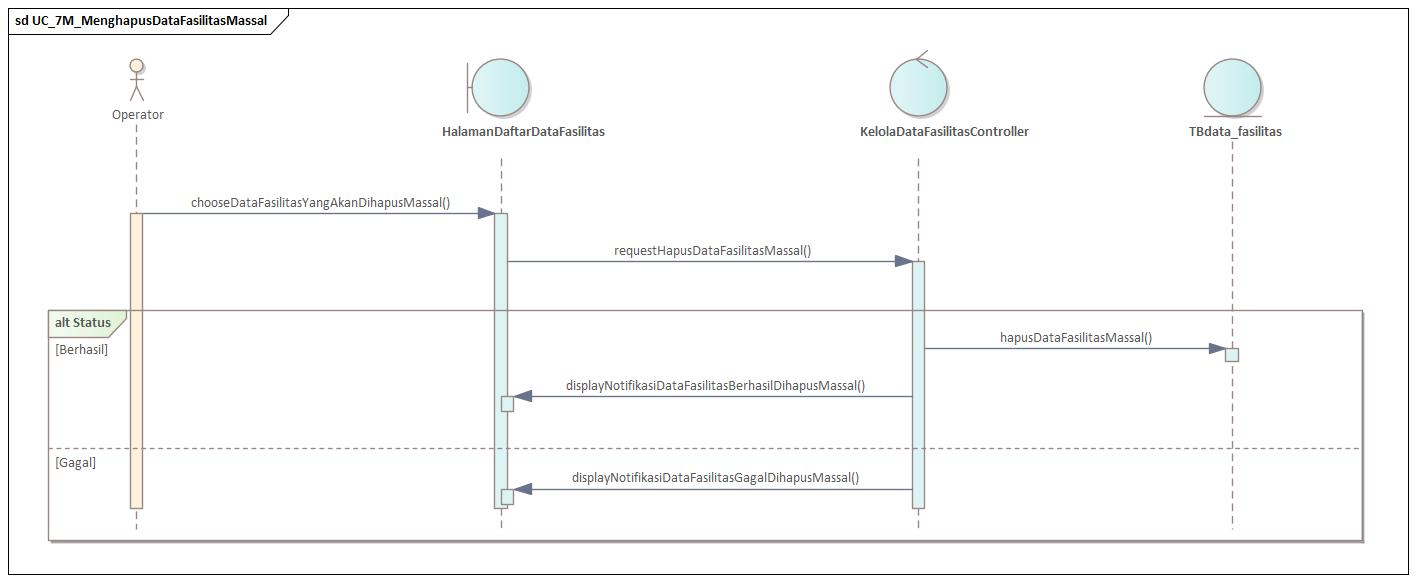 sd UC_7M_MenghapusDataFasilitasMassal
Operator
HalamanDaftarDataFasilitas
KelolaDataFasilitasController
TBdata_fasilitas
chooseDataFasilitasYangAkanDihapusMassal()
requestHapusDataFasilitasMassal()
alt Status
[Berhasil]
hapusDataFasilitasMassal()
displayNotifikasiDataFasilitasBerhasilDihapusMassal()
[Gagal]
displayNotifikasiDataFasilitasGagalDihapusMassal()